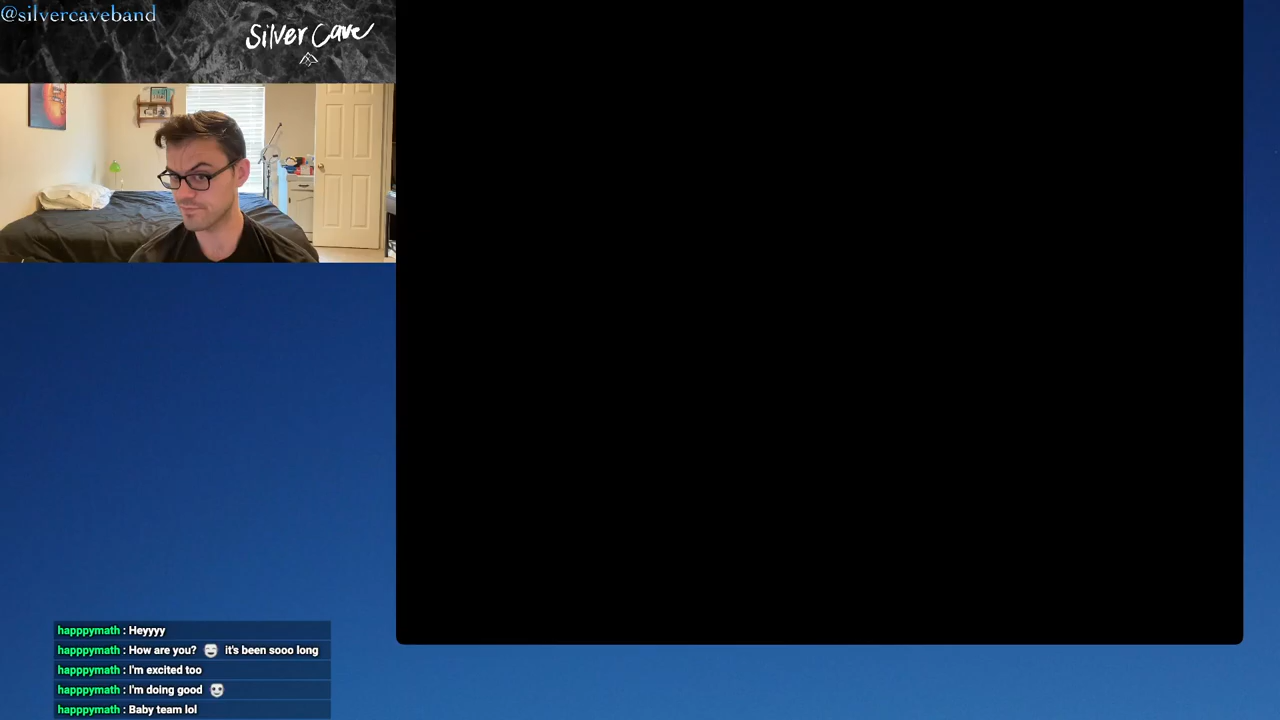 @silvercaveband
Silver Cave
happpymath : Heyyyy
happpymath : How are you? it's been sooo long
happpymath : I'm excited too
happpymath : I'm doing good
happpymath : Baby team lol